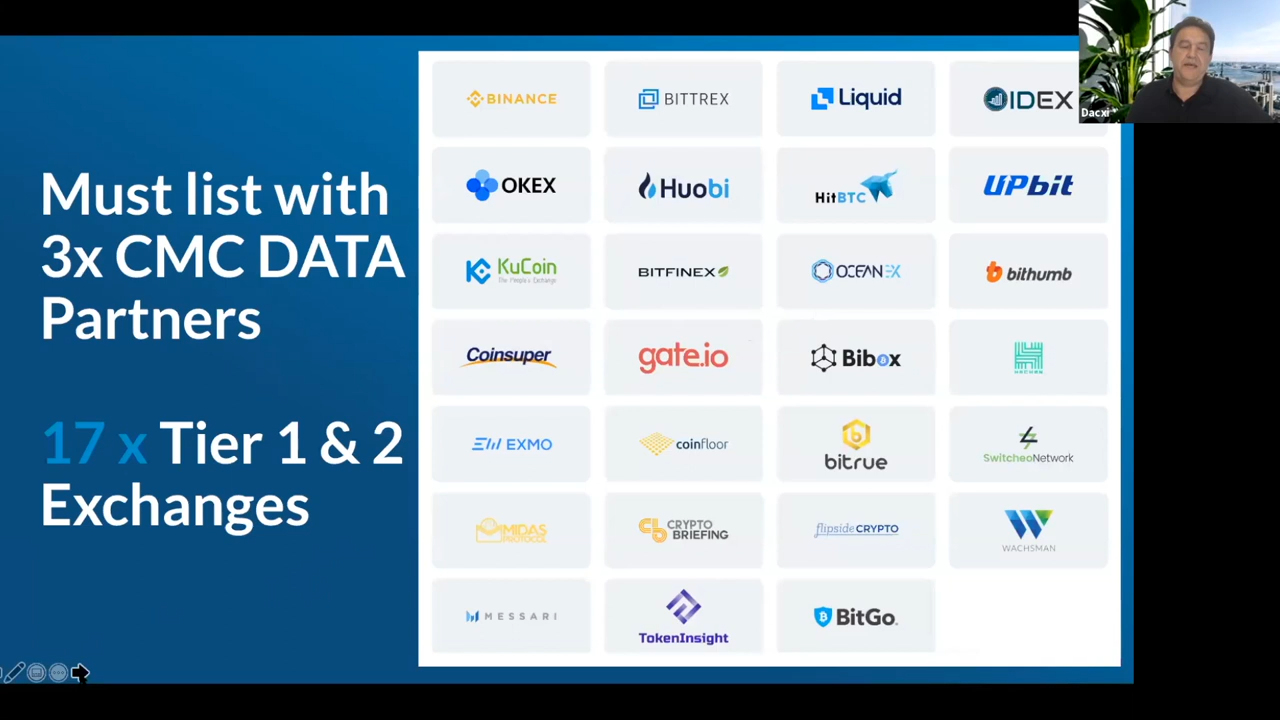 Must list with
3x CMC DATA
Partners
17 x Tier 1 & 2
Exchanges
BINANCE
BITTREX
Liquid
IDEX
OKEX
Huobi
HitBTC
UPbit
KuCoin
The People's Exchange
BITFINEX
OCEANEX
bithumb
Coinsuper
gate.io
Bibox
EXMO
coinfloor
bitrue
SwitcheoNetwork
MIDAS
PROTOCOL
CRYPTO
BRIEFING
flipside CRYPTO
WACHSMAN
MESSARI
TokenInsight
BitGo
Dacxi